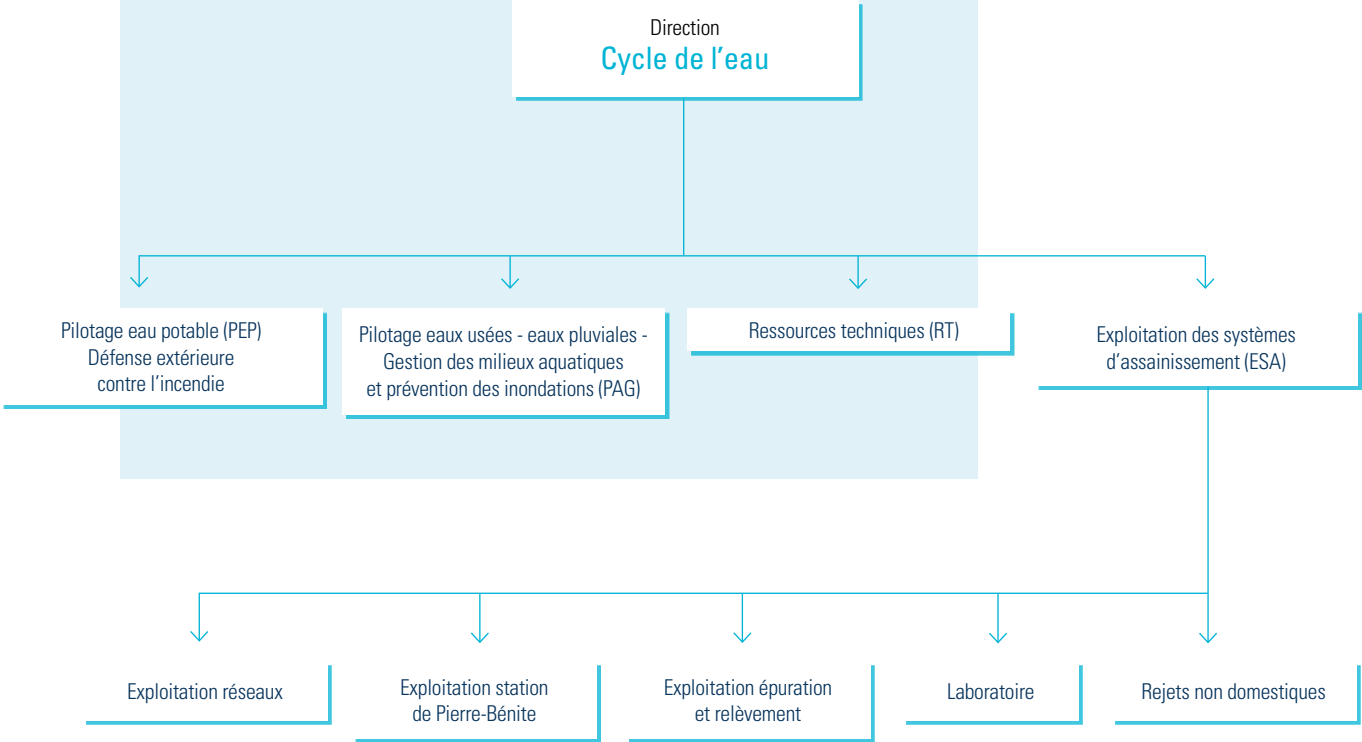 Direction
Cycle de l'eau
Pilotage eau potable (PEP)
Défense extérieure
contre l'incendie
Pilotage eaux usées - eaux pluviales -
Gestion des milieux aquatiques
et prévention des inondations (PAG)
Ressources techniques (RT)
Exploitation des systèmes
d'assainissement (ESA)
Exploitation réseaux
Exploitation station
de Pierre-Bénite
Exploitation épuration
et relèvement
Laboratoire
Rejets non domestiques